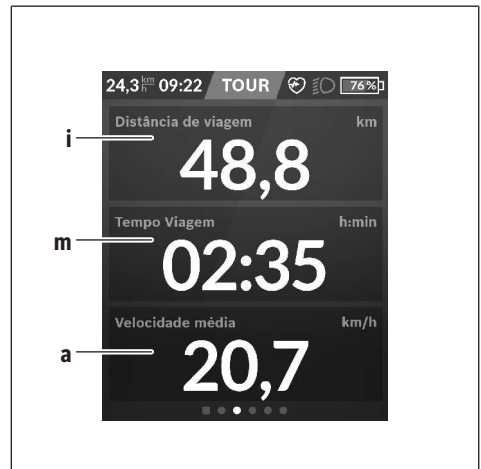 24,3 km/h 09:22 TOUR 76%
Distância de viagem km
i
48,8
Tempo Viagem h:min
m
02:35
Velocidade média km/h
a
20,7